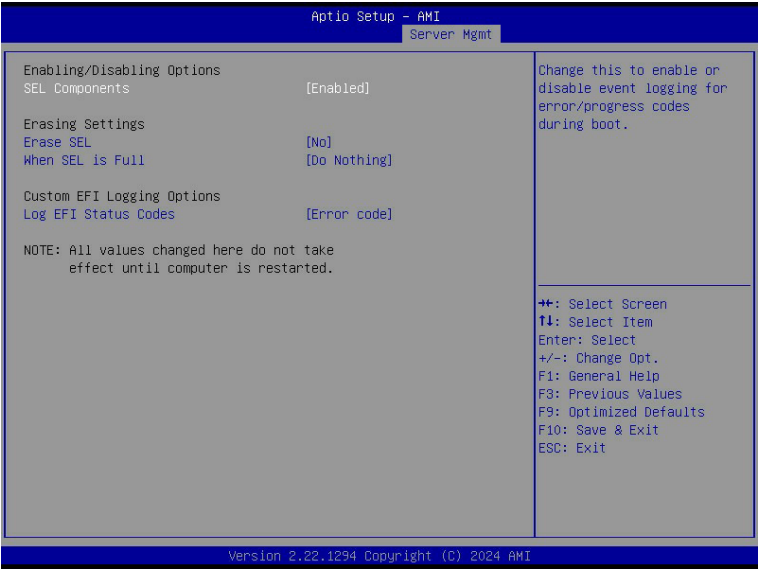 Aptio Setup – AMI
Server Mgmt
Enabling/Disabling Options
SEL Components [Enabled]
Erasing Settings
Erase SEL [No]
When SEL is Full [Do Nothing]
Custom EFI Logging Options
Log EFI Status Codes [Error code]
NOTE: All values changed here do not take
effect until computer is restarted.
Change this to enable or
disable event logging for
error/progress codes
during boot.
→←: Select Screen
↑↓: Select Item
Enter: Select
+/-: Change Opt.
F1: General Help
F3: Previous Values
F9: Optimized Defaults
F10: Save & Exit
ESC: Exit
Version 2.22.1294 Copyright (C) 2024 AMI